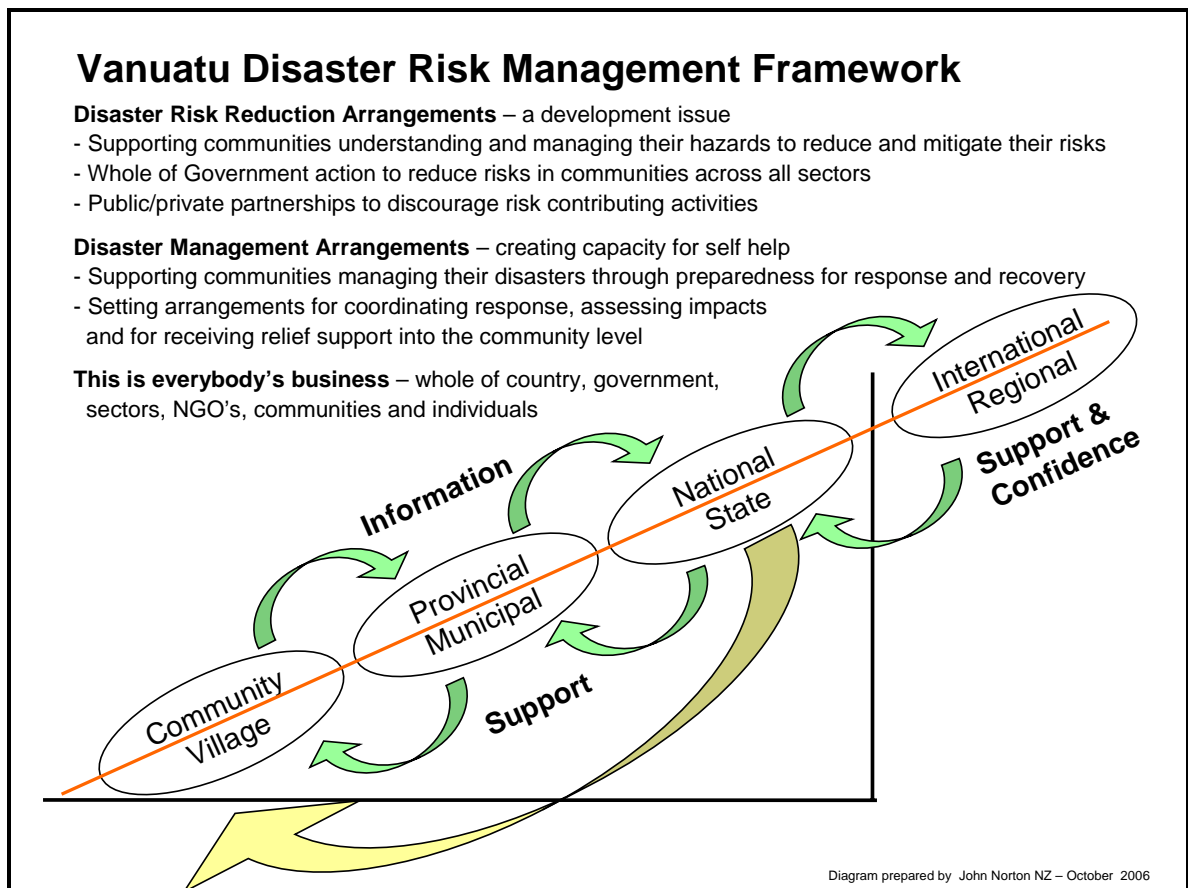 Vanuatu Disaster Risk Management Framework
Disaster Risk Reduction Arrangements – a development issue
- Supporting communities understanding and managing their hazards to reduce and mitigate their risks
- Whole of Government action to reduce risks in communities across all sectors
- Public/private partnerships to discourage risk contributing activities
Disaster Management Arrangements – creating capacity for self help
- Supporting communities managing their disasters through preparedness for response and recovery
- Setting arrangements for coordinating response, assessing impacts
and for receiving relief support into the community level
This is everybody’s business – whole of country, government,
sectors, NGO’s, communities and individuals
International
Regional
Support &
Confidence
Information
National
State
Provincial
Municipal
Support
Community
Village
Diagram prepared by John Norton NZ – October 2006